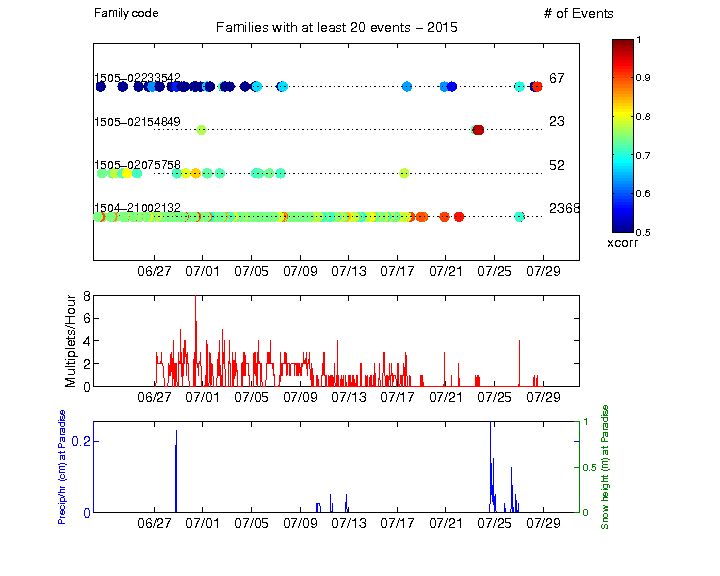 Family code
# of Events
Families with at least 20 events – 2015
1505–02233542
67
1505–02154849
23
1505–02075758
52
1504–21002132
2368
06/27 07/01 07/05 07/09 07/13 07/17 07/21 07/25 07/29
1
0.9
0.8
0.7
0.6
0.5
xcorr
Multiplets/Hour
8
6
4
2
0
06/27 07/01 07/05 07/09 07/13 07/17 07/21 07/25 07/29
Precip/hr (cm) at Paradise
0.2
0
1
0.5
0
Snow height (m) at Paradise
06/27 07/01 07/05 07/09 07/13 07/17 07/21 07/25 07/29